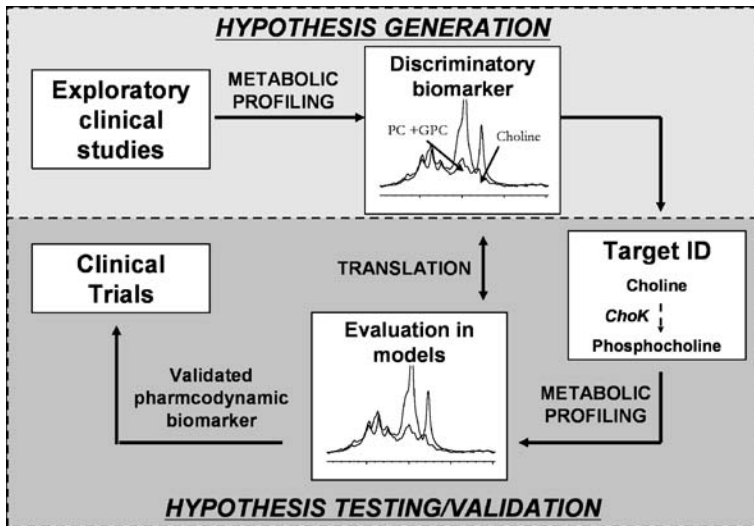 HYPOTHESIS GENERATION
Exploratory
clinical
studies
METABOLIC
PROFILING
Discriminatory
biomarker
PC +GPC
Choline
Target ID
Choline
ChoK
Phosphocholine
METABOLIC
PROFILING
TRANSLATION
Evaluation in
models
Validated
pharmcodynamic
biomarker
Clinical
Trials
HYPOTHESIS TESTING/VALIDATION